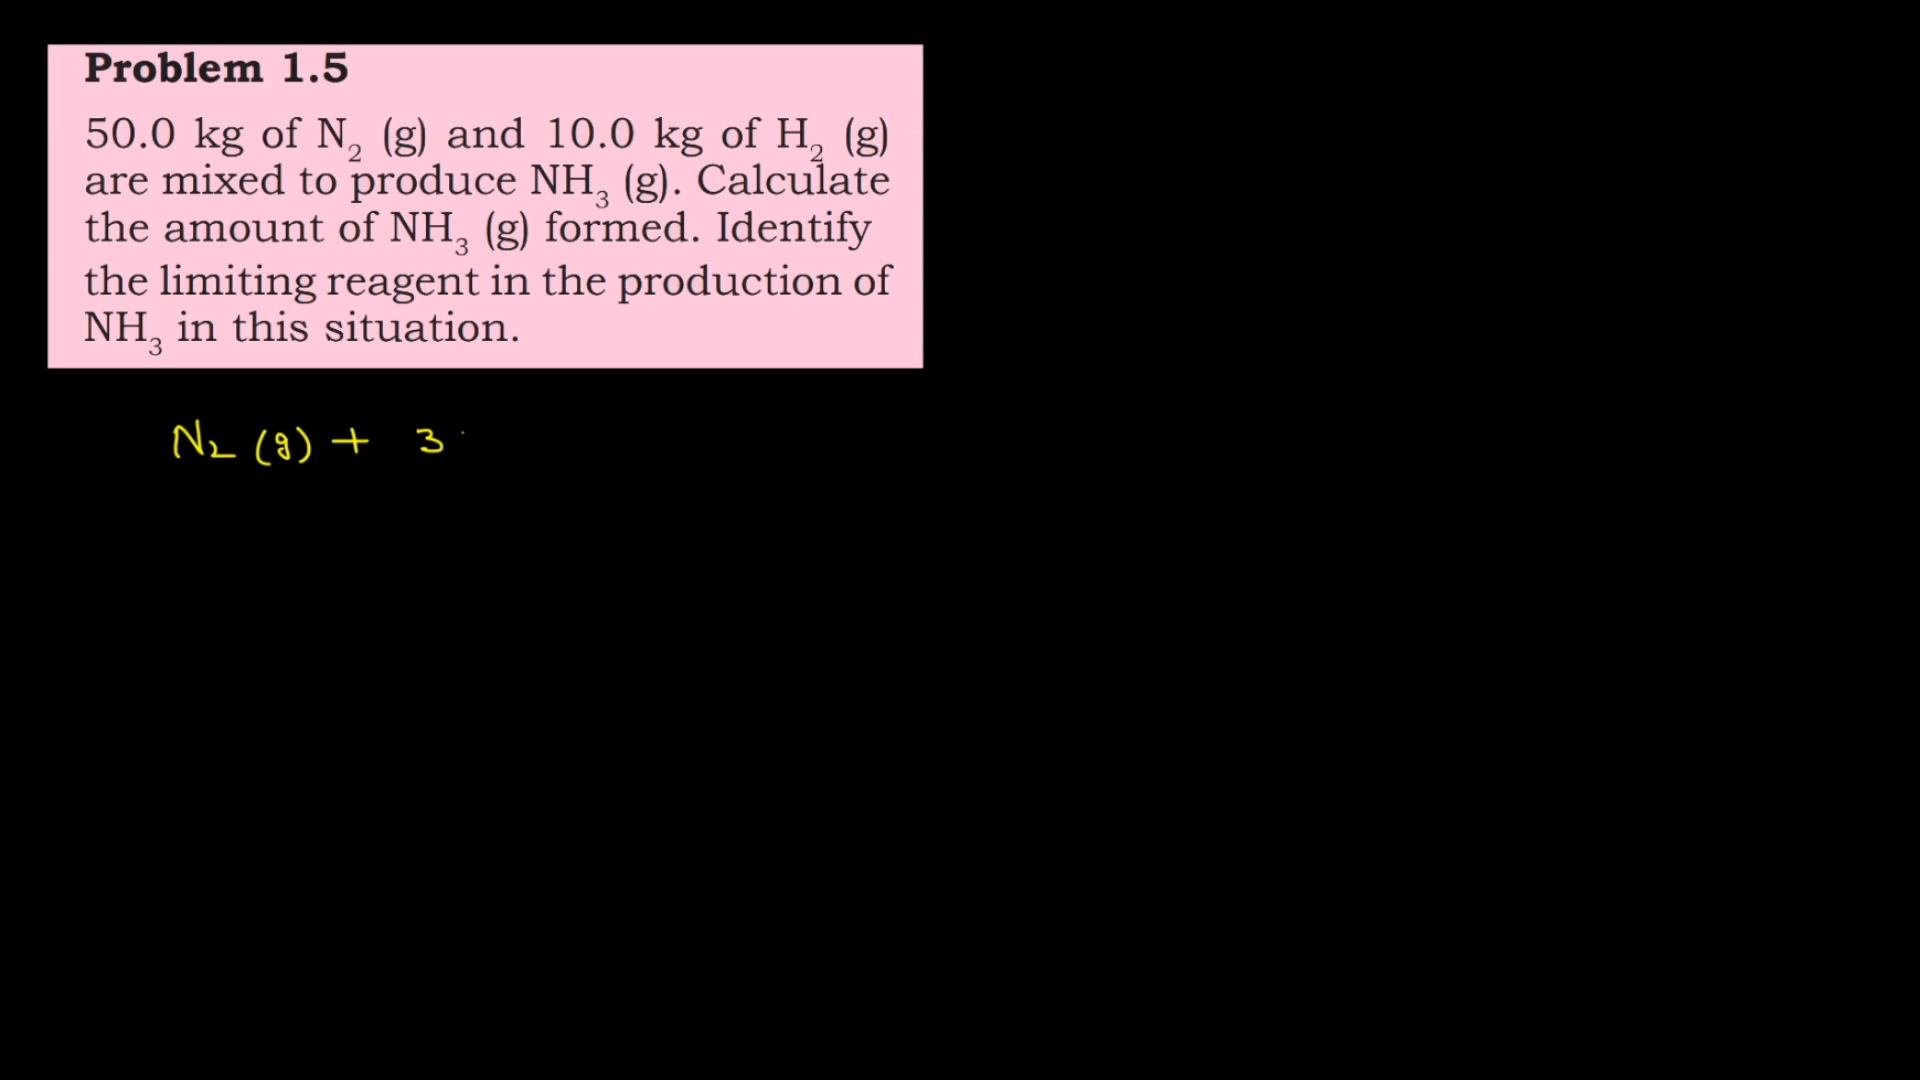 Problem 1.5
50.0 kg of N₂ (g) and 10.0 kg of H₂ (g)
are mixed to produce NH₃ (g). Calculate
the amount of NH₃ (g) formed. Identify
the limiting reagent in the production of
NH₃ in this situation.
N₂ (g) + 3